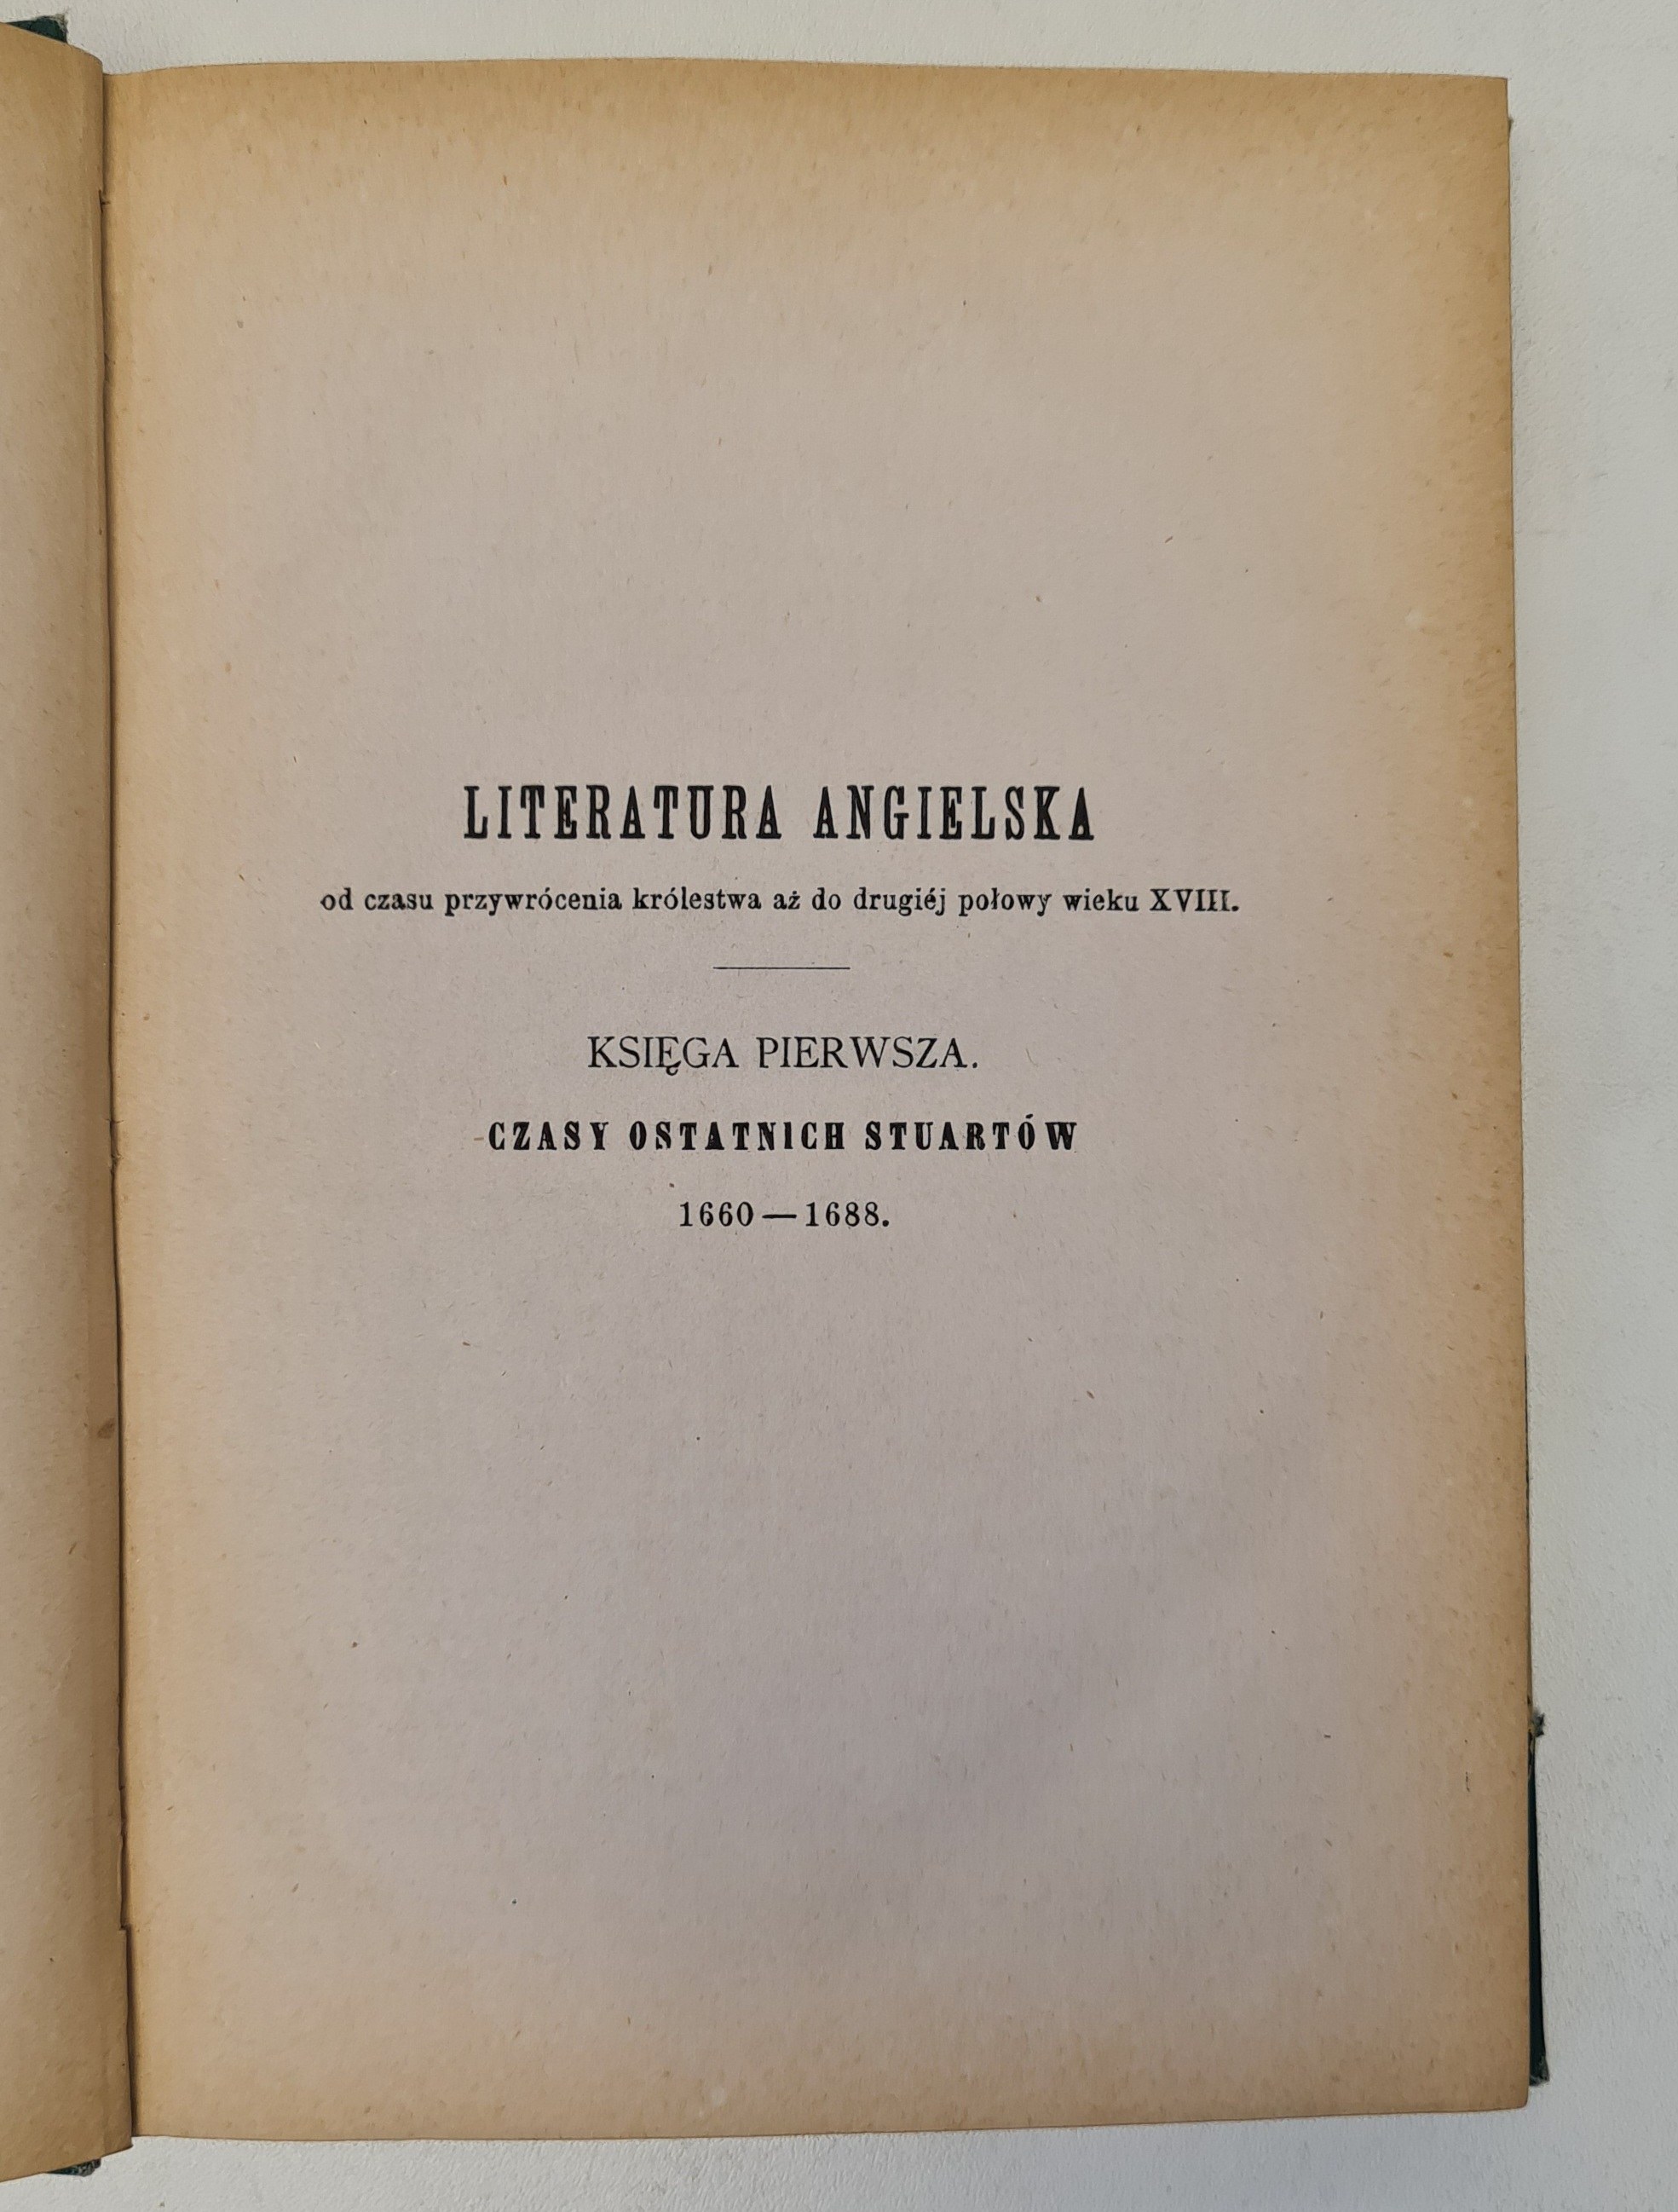 LITERATURA ANGIELSKA
od czasu przywrócenia królestwa aż do drugiéj połowy wieku XVIII.
KSIĘGA PIERWSZA.
CZASY OSTATNICH STUARTÓW
1660—1688.